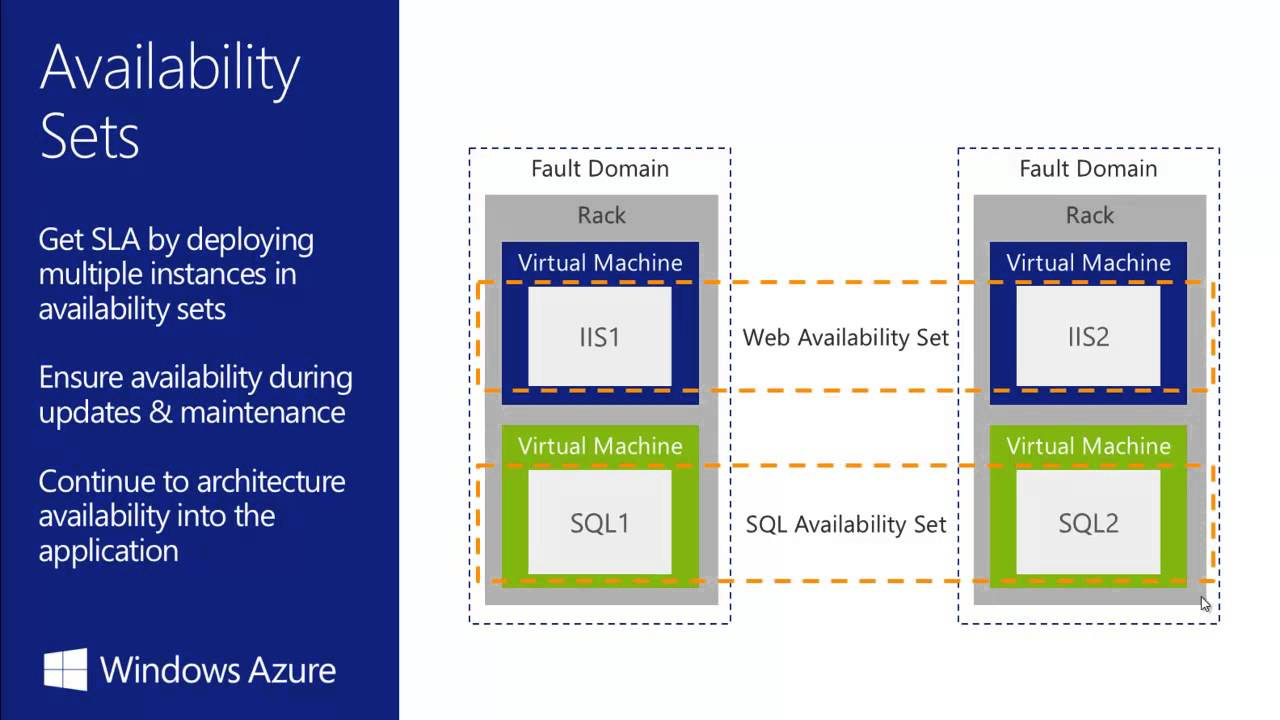 Availability
Sets
Get SLA by deploying
multiple instances in
availability sets
Ensure availability during
updates & maintenance
Continue to architecture
availability into the
application
Windows Azure
Fault Domain
Rack
Virtual Machine
IIS1
Virtual Machine
SQL1
Web Availability Set
SQL Availability Set
Fault Domain
Rack
Virtual Machine
IIS2
Virtual Machine
SQL2